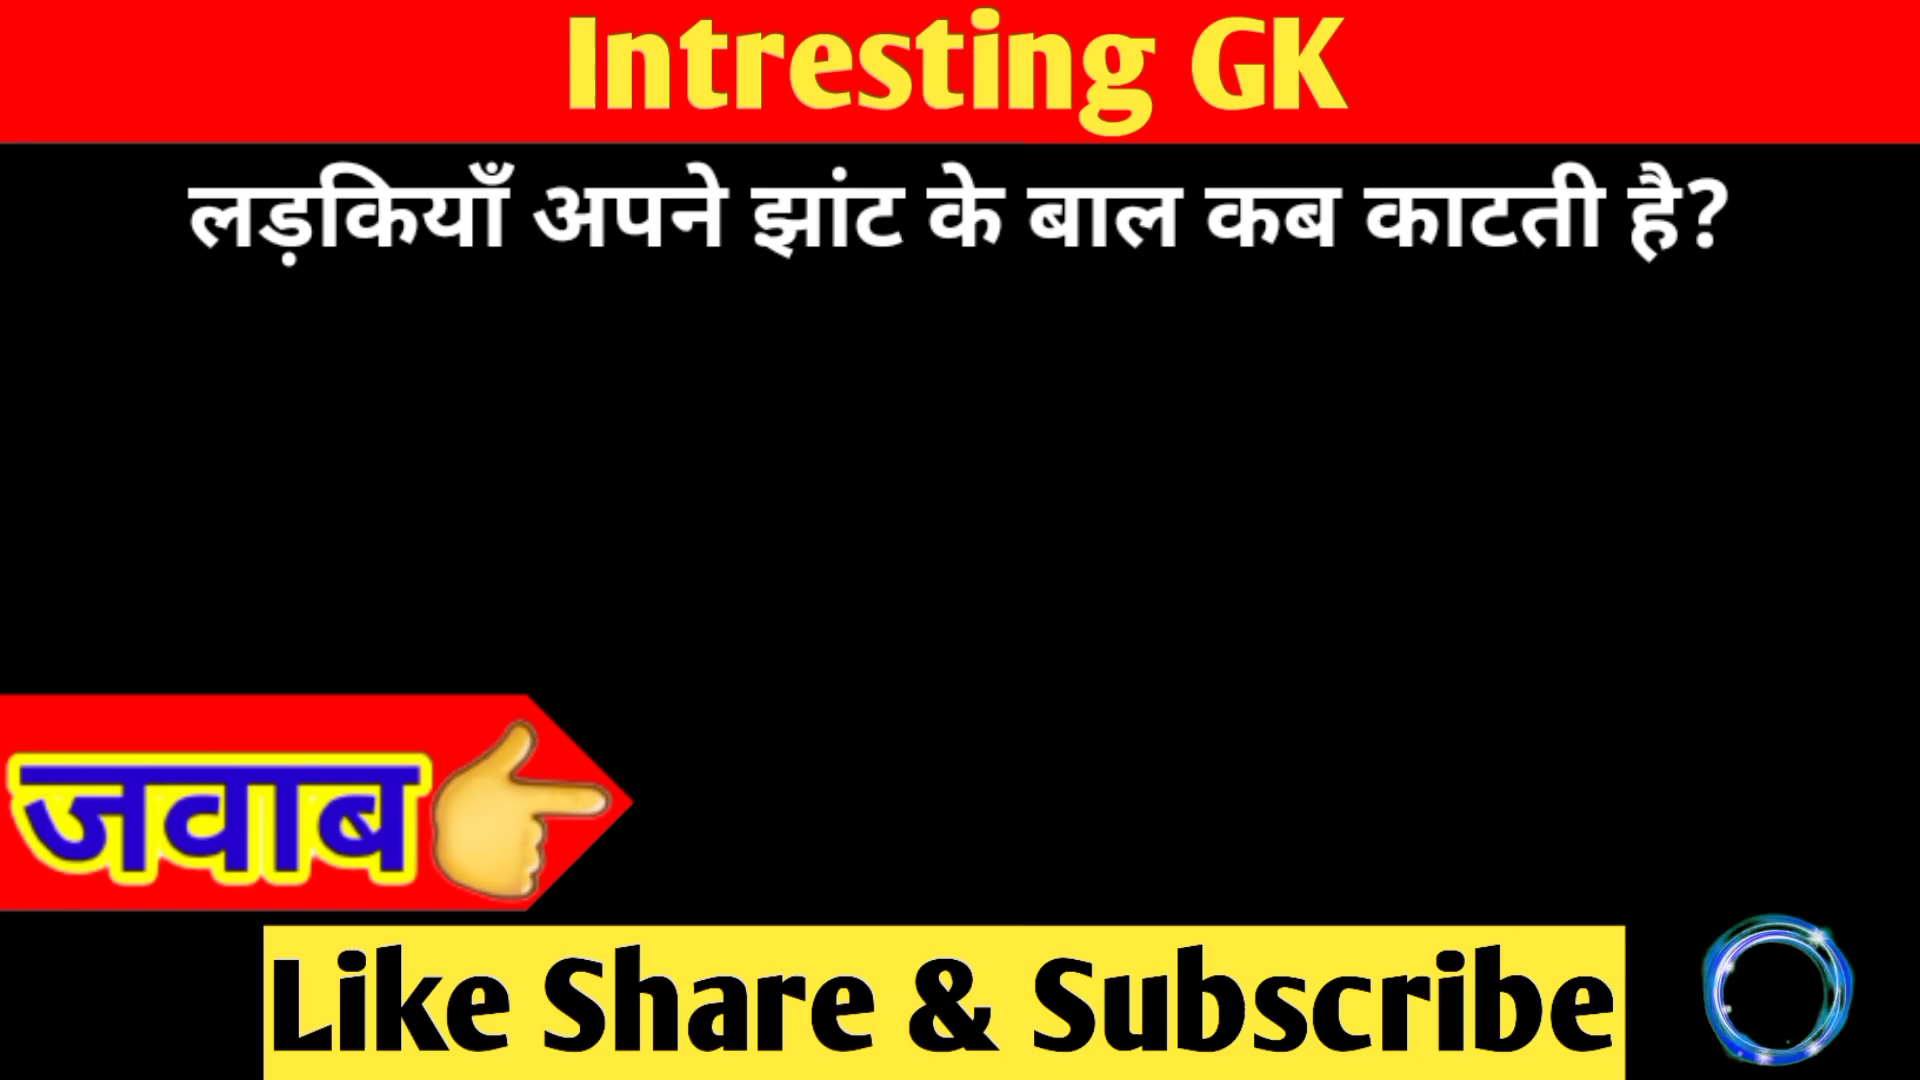 Intresting GK
लड़कियाँ अपने झांट के बाल कब काटती है?
जवाब
Like Share & Subscribe